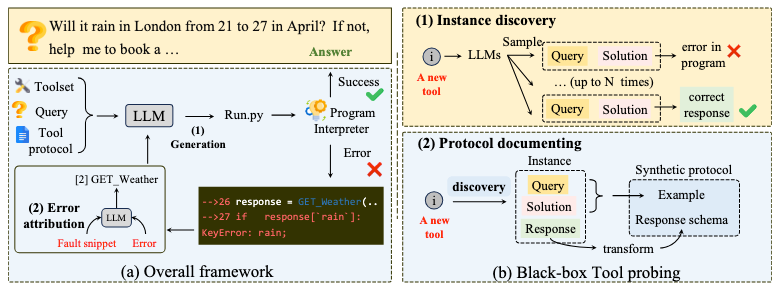 Will it rain in London from 21 to 27 in April? If not,
help me to book a …
Answer
Toolset
Query
Tool
protocol
LLM
(1)
Generation
Run.py
Success
Program
Interpreter
Error
[2] GET_Weather
(2) Error
attribution
LLM
Fault snippet
Error
-->26 response = GET_Weather(..
-->27 if response[`rain`]:
KeyError: rain;
(a) Overall framework
(1) Instance discovery
i
A new
tool
LLMs
Sample
Query Solution
error in
program
… (up to N times)
Query Solution
correct
response
(2) Protocol documenting
i
A new
tool
discovery
Instance
Query
Solution
Response
Synthetic protocol
Example
Response schema
transform
(b) Black-box Tool probing